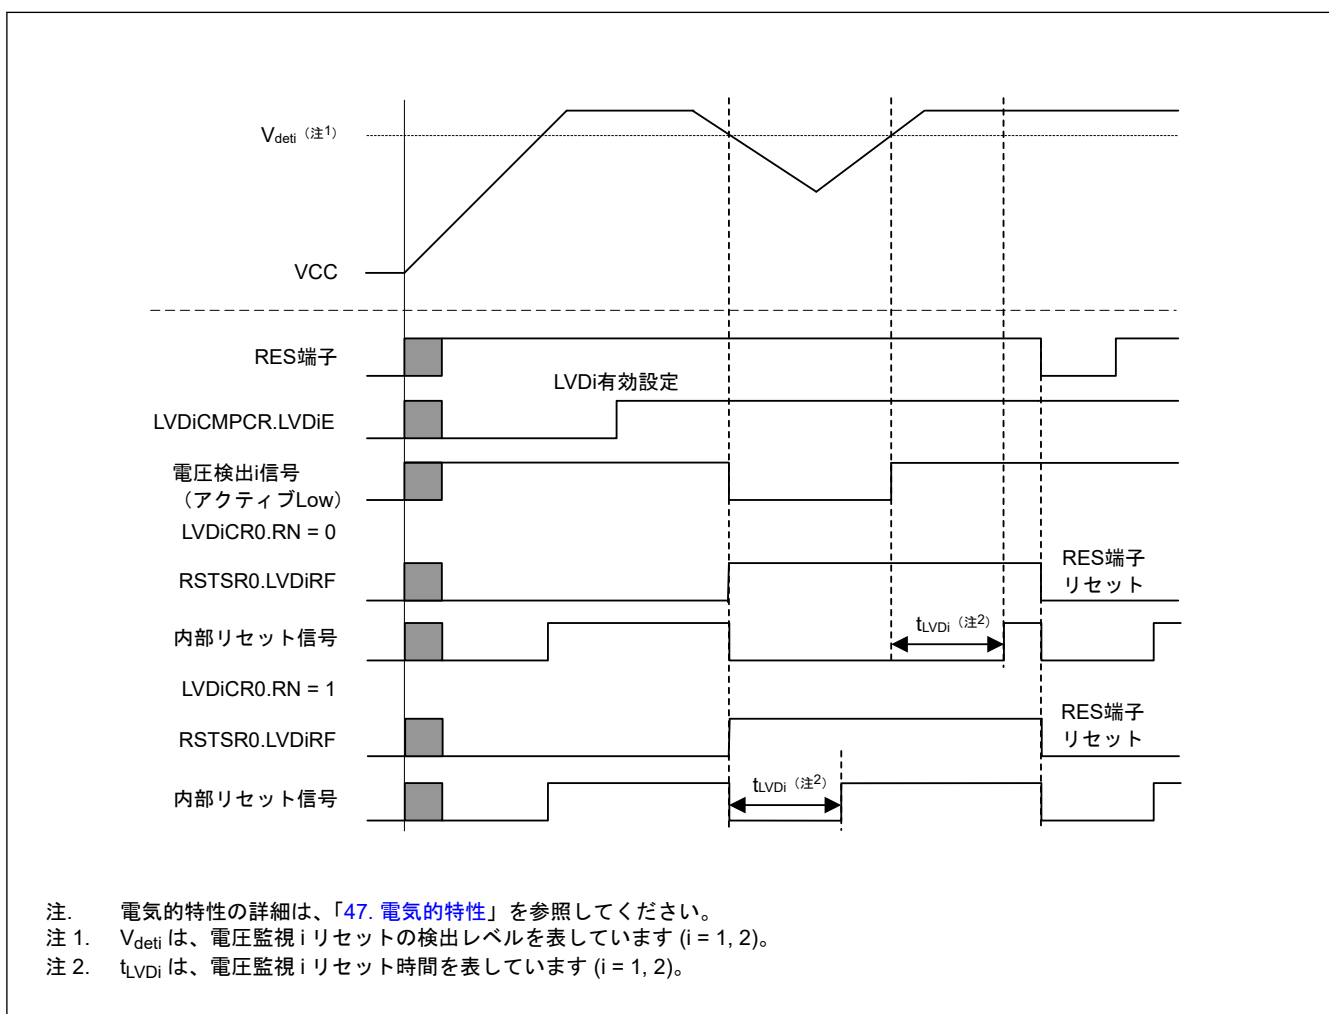 Vdeti（注1）
VCC
RES端子
LVDi有効設定
LVDiCMPCR.LVDiE
電圧検出i信号
（アクティブLow）
LVDiCR0.RN = 0
RSTSR0.LVDiRF
RES端子
リセット
内部リセット信号
tLVDi（注2）
LVDiCR0.RN = 1
RSTSR0.LVDiRF
RES端子
リセット
内部リセット信号
tLVDi（注2）
注. 電気的特性の詳細は、「47. 電気的特性」を参照してください。
注 1. Vdeti は、電圧監視 i リセットの検出レベルを表しています (i = 1, 2)。
注 2. tLVDi は、電圧監視 i リセット時間を表しています (i = 1, 2)。